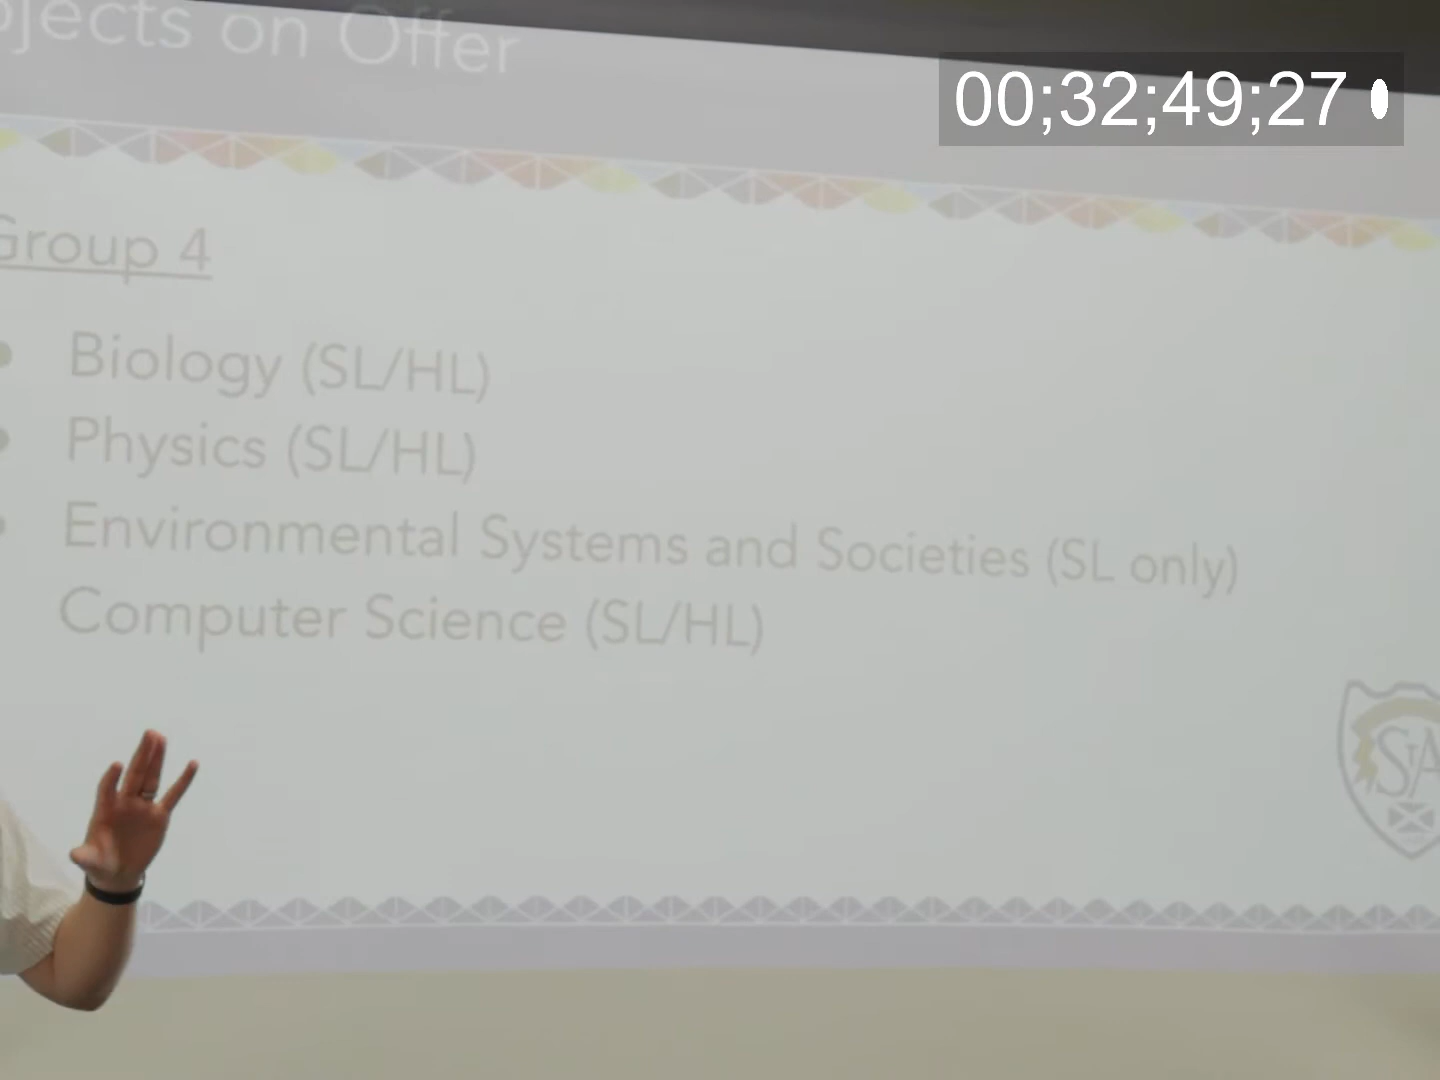 jects on Offer
00;32;49;27
Group 4
Biology (SL/HL)
Physics (SL/HL)
Environmental Systems and Societies (SL only)
Computer Science (SL/HL)
StA